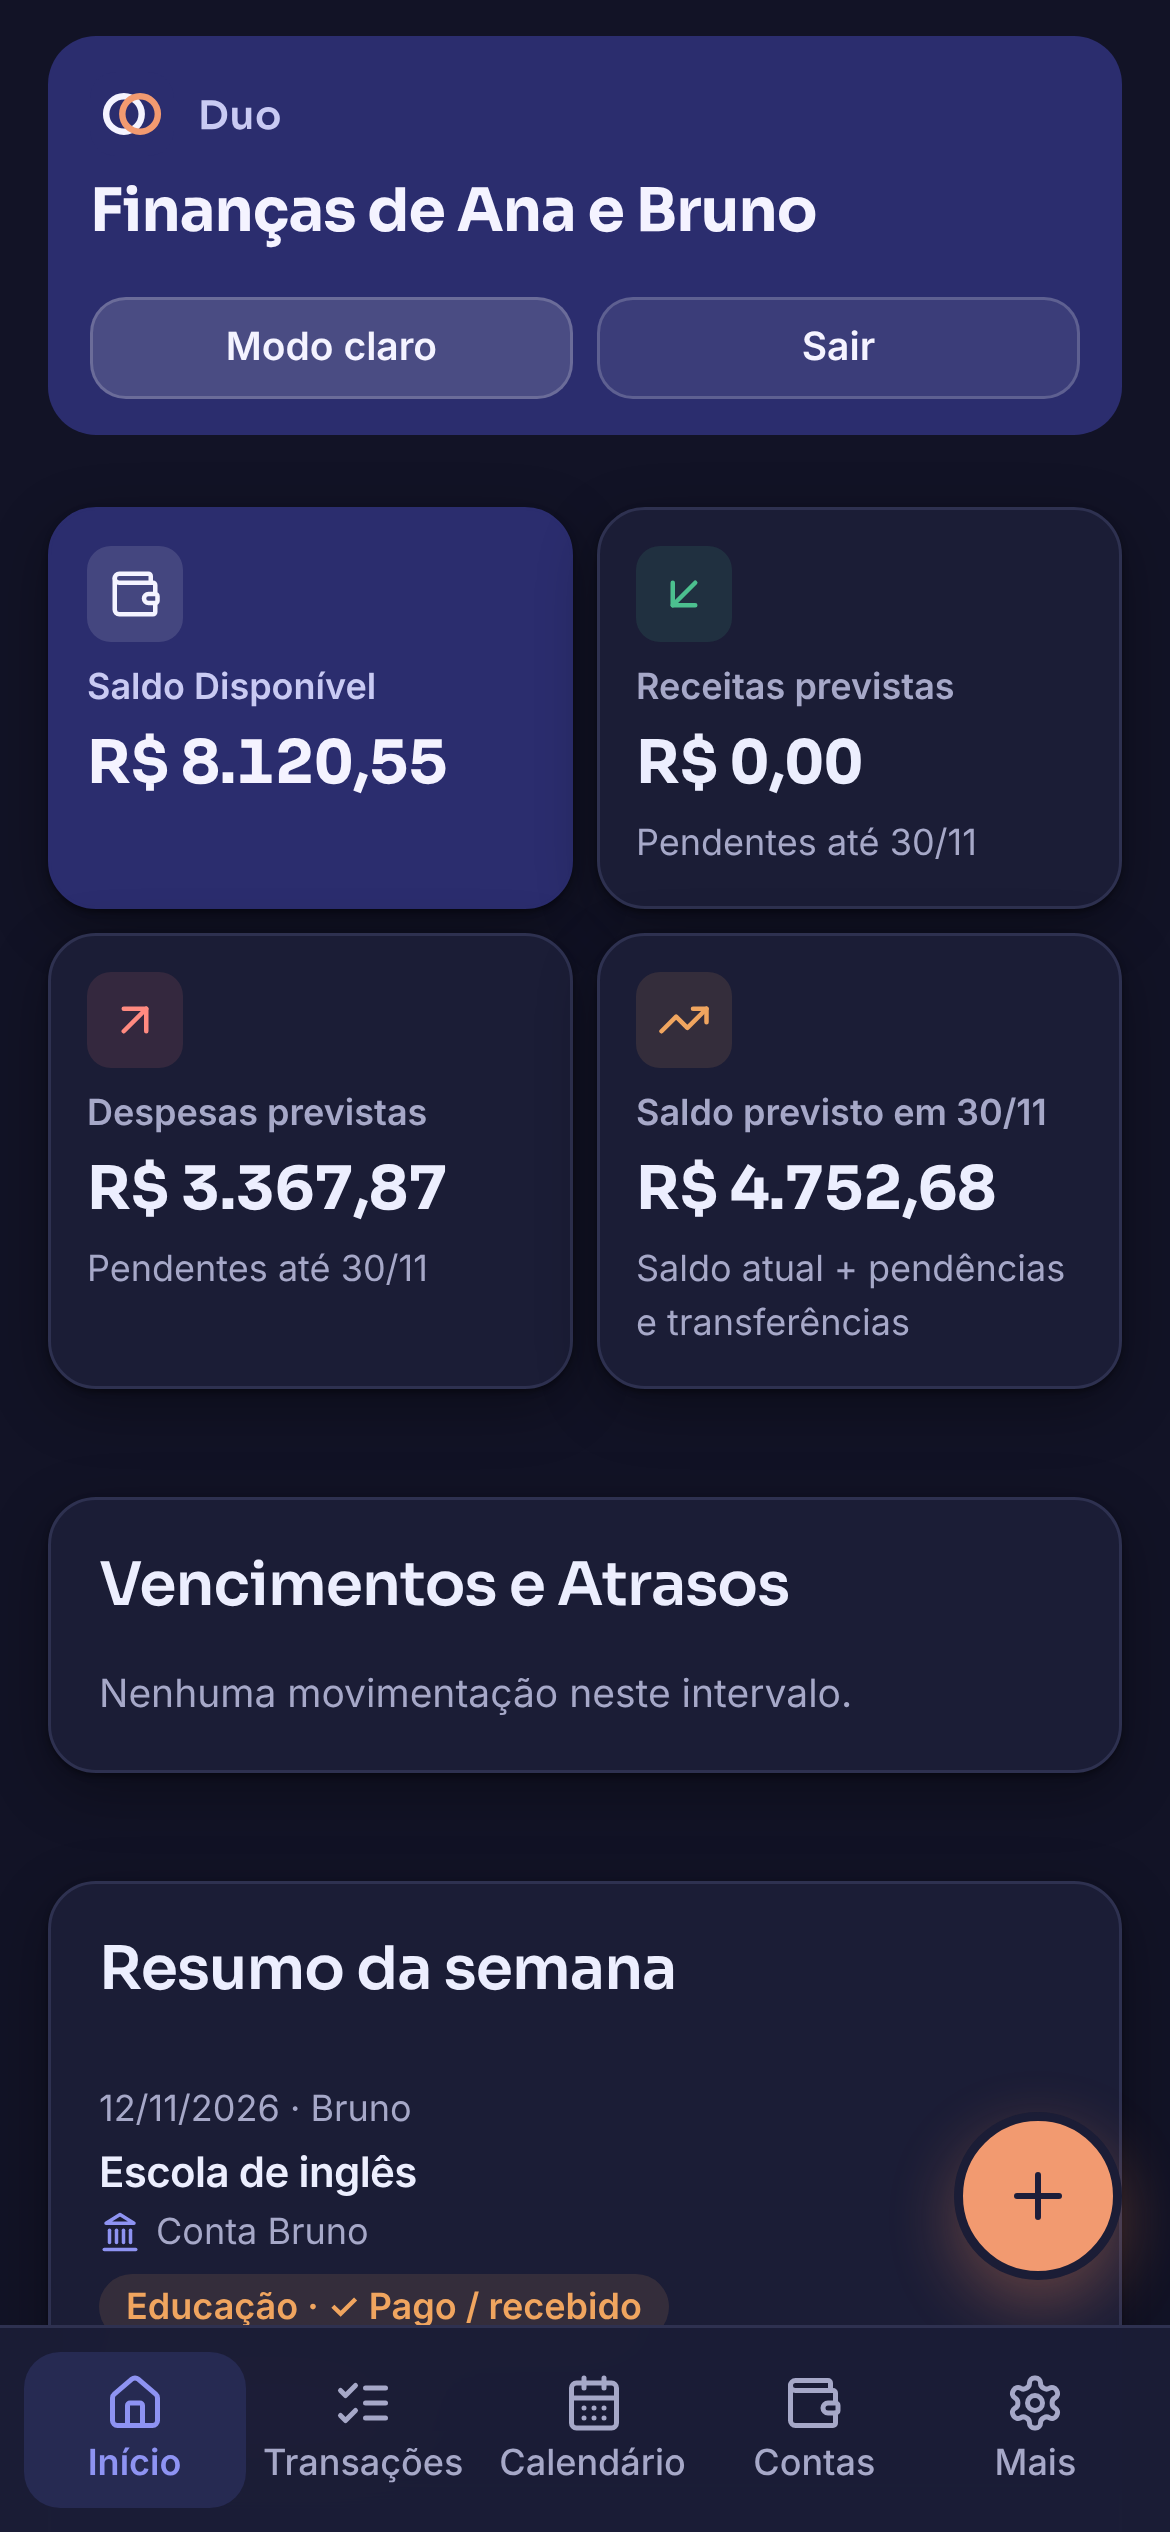 Duo
Finanças de Ana e Bruno
Modo claro
Sair
Saldo Disponível
R$ 8.120,55
Receitas previstas
R$ 0,00
Pendentes até 30/11
Despesas previstas
R$ 3.367,87
Pendentes até 30/11
Saldo previsto em 30/11
R$ 4.752,68
Saldo atual + pendências
e transferências
Vencimentos e Atrasos
Nenhuma movimentação neste intervalo.
Resumo da semana
12/11/2026 · Bruno
Escola de inglês
Conta Bruno
Educação · ✓ Pago / recebido
Início
Transações
Calendário
Contas
Mais